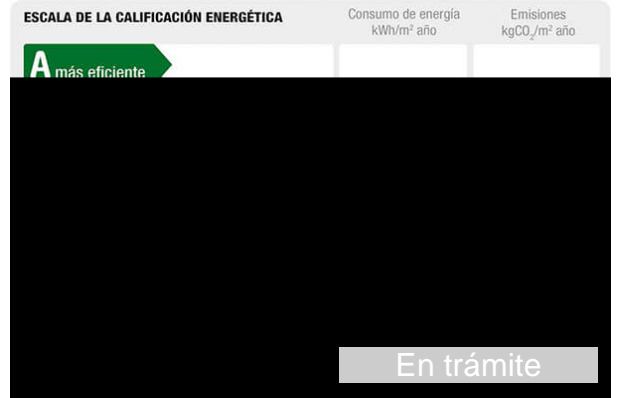 ESCALA DE LA CALIFICACIÓN ENERGÉTICA
Consumo de energía
kWh/m² año
Emisiones
kgCO₂/m² año
A más eficiente
En trámite